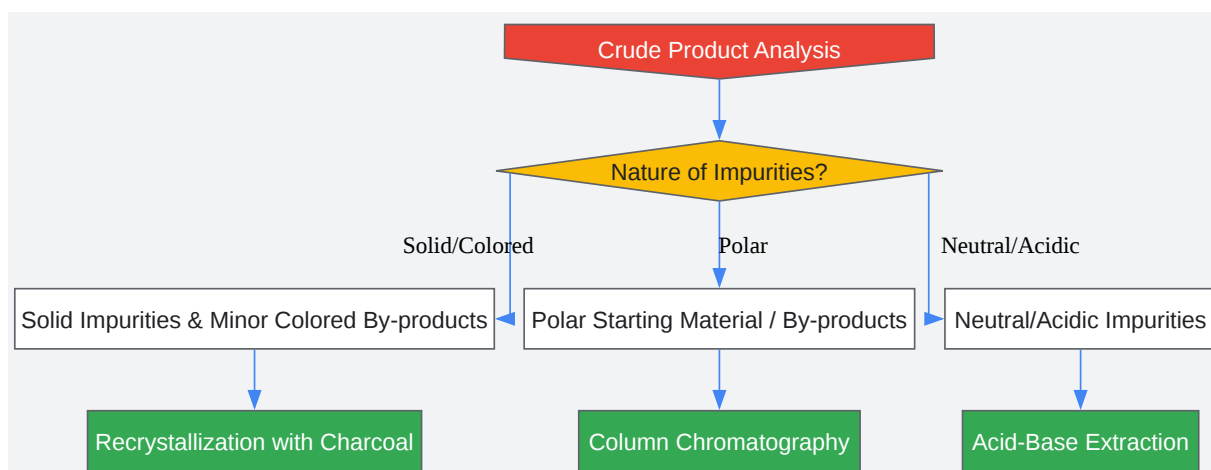 Crude Product Analysis
Nature of Impurities?
Solid/Colored
Polar
Neutral/Acidic
Solid Impurities & Minor Colored By-products
Polar Starting Material / By-products
Neutral/Acidic Impurities
Recrystallization with Charcoal
Column Chromatography
Acid-Base Extraction